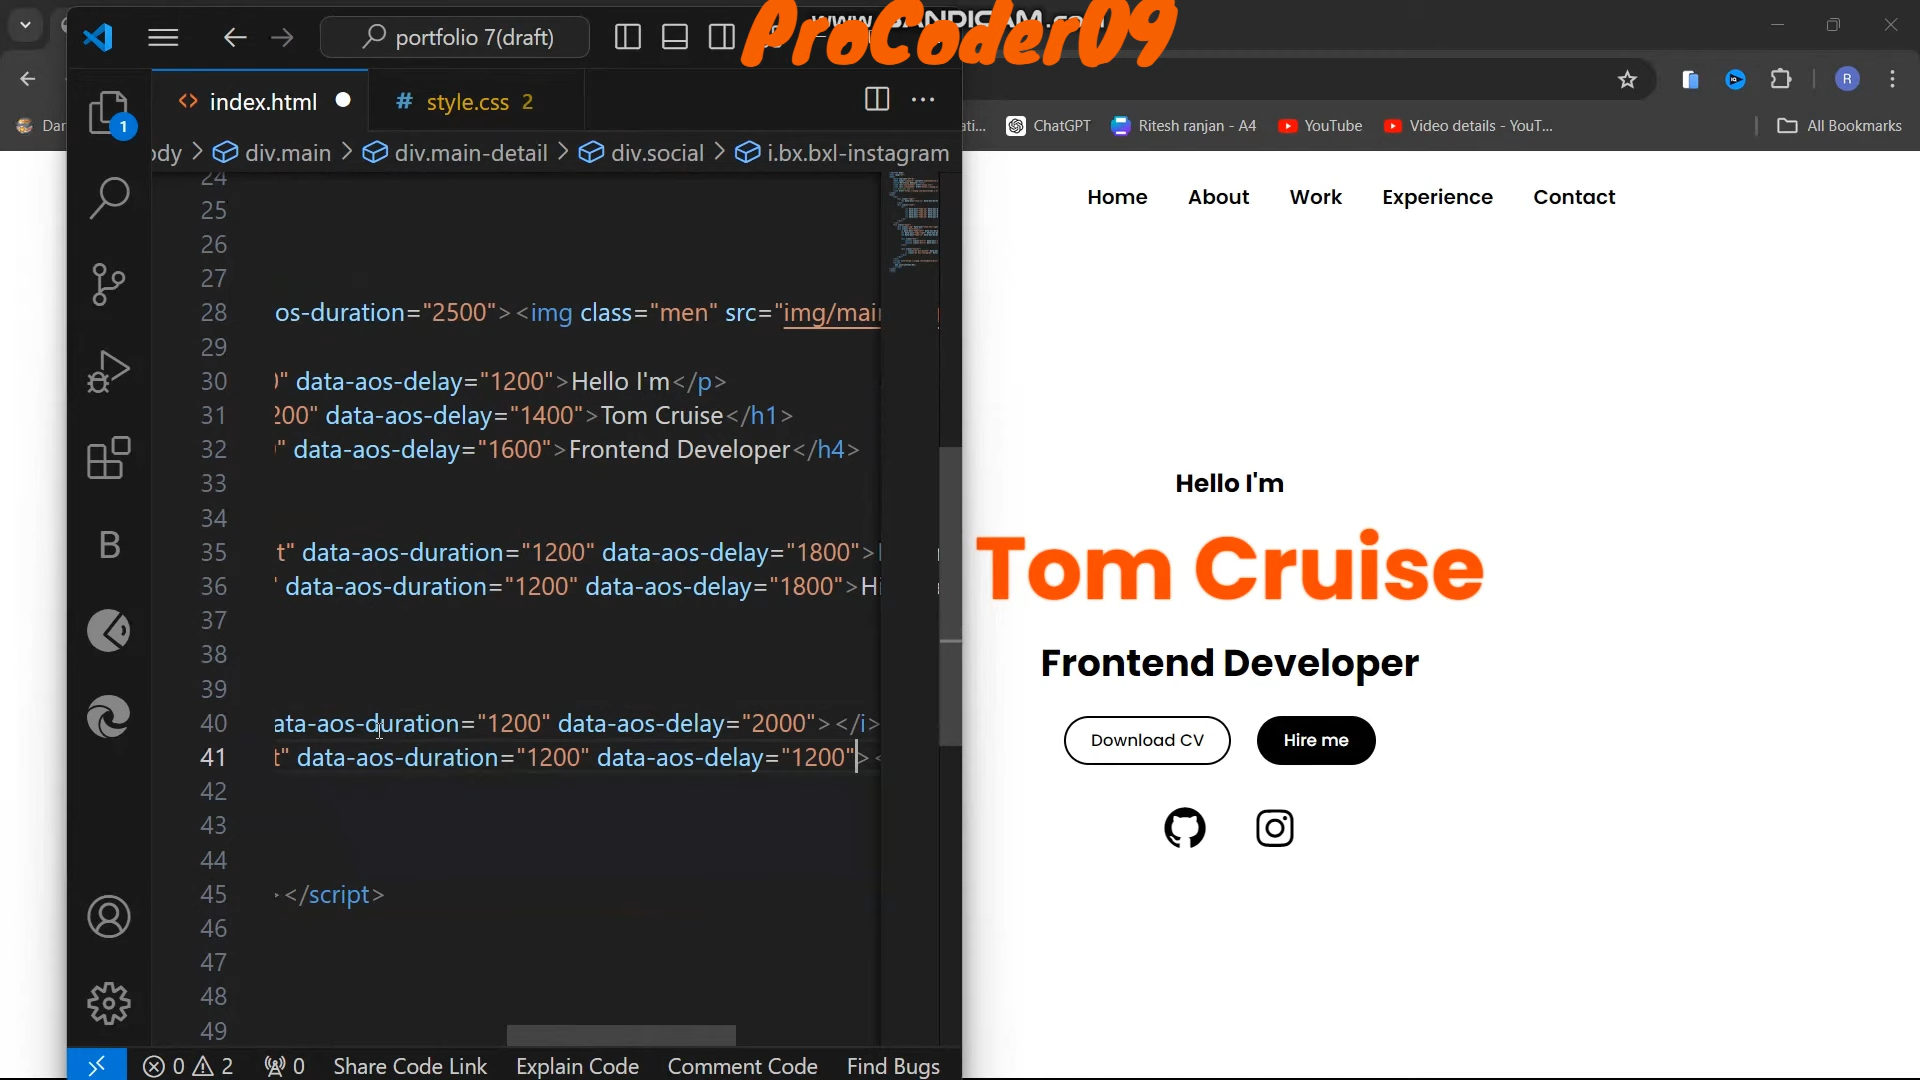 ProCoder09
portfolio 7(draft)
index.html
style.css 2
1
ody > div.main > div.main-detail > div.social > i.bx.bxl-instagram
24
25
26
27
28 os-duration="2500"><img class="men" src="img/mai
29
30 " data-aos-delay="1200">Hello I'm</p>
31 200" data-aos-delay="1400">Tom Cruise</h1>
32 " data-aos-delay="1600">Frontend Developer</h4>
33
34
35 t" data-aos-duration="1200" data-aos-delay="1800">
36 " data-aos-duration="1200" data-aos-delay="1800">Hi
37
38
39
40 ata-aos-duration="1200" data-aos-delay="2000"></i>
41 t" data-aos-duration="1200" data-aos-delay="1200"><
42
43
44
45 ></script>
46
47
48
49
B
0 2 0 Share Code Link Explain Code Comment Code Find Bugs
R
Dar
ati...
ChatGPT
Ritesh ranjan - A4
YouTube
Video details - YouT...
All Bookmarks
Home About Work Experience Contact
Hello I'm
Tom Cruise
Frontend Developer
Download CV
Hire me